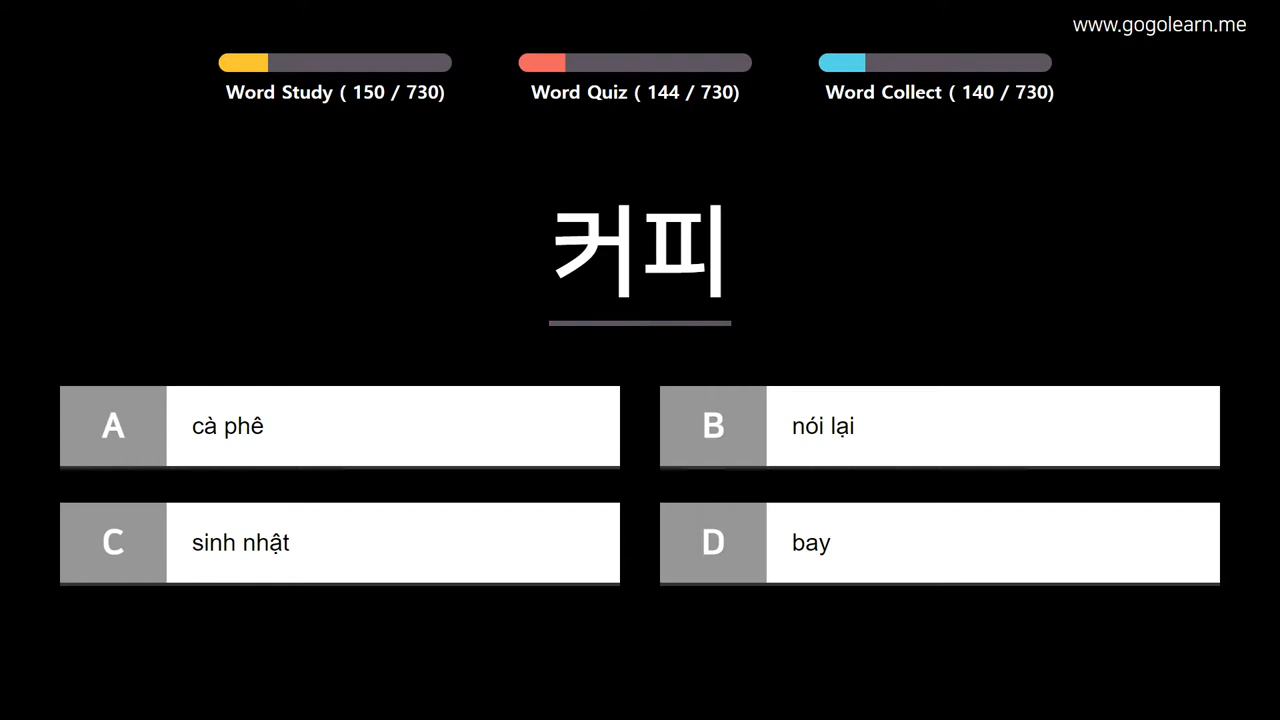 www.gogolearn.me
Word Study ( 150 / 730)
Word Quiz ( 144 / 730)
Word Collect ( 140 / 730)
커피
A cà phê
B nói lại
C sinh nhật
D bay